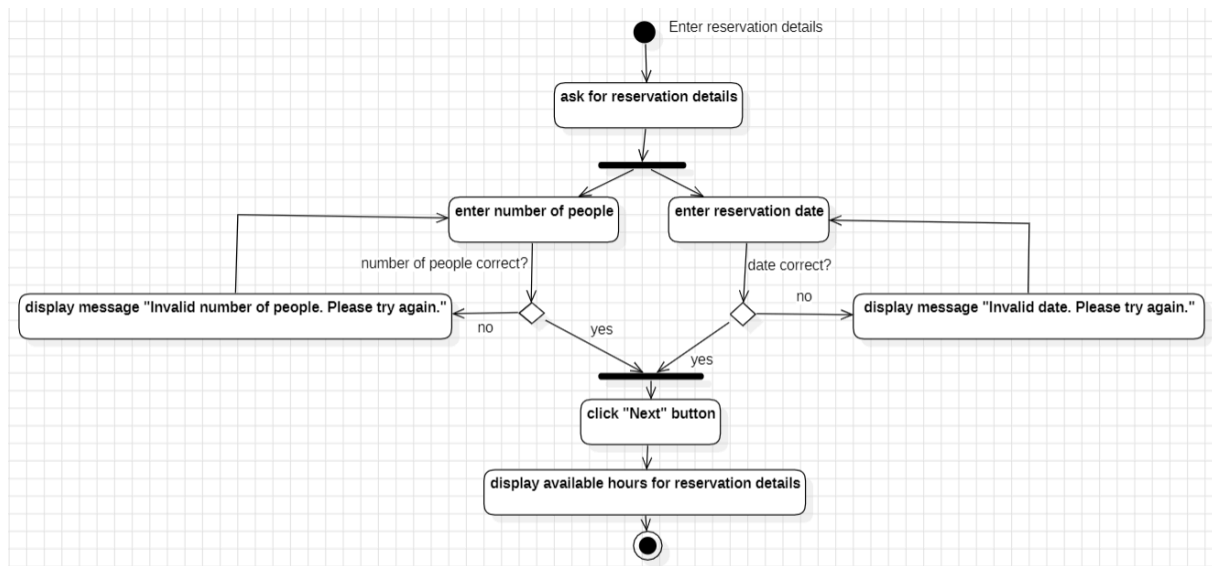 Enter reservation details
ask for reservation details
enter number of people
enter reservation date
number of people correct?
date correct?
display message "Invalid number of people. Please try again."
no
yes
no
display message "Invalid date. Please try again."
yes
click "Next" button
display available hours for reservation details